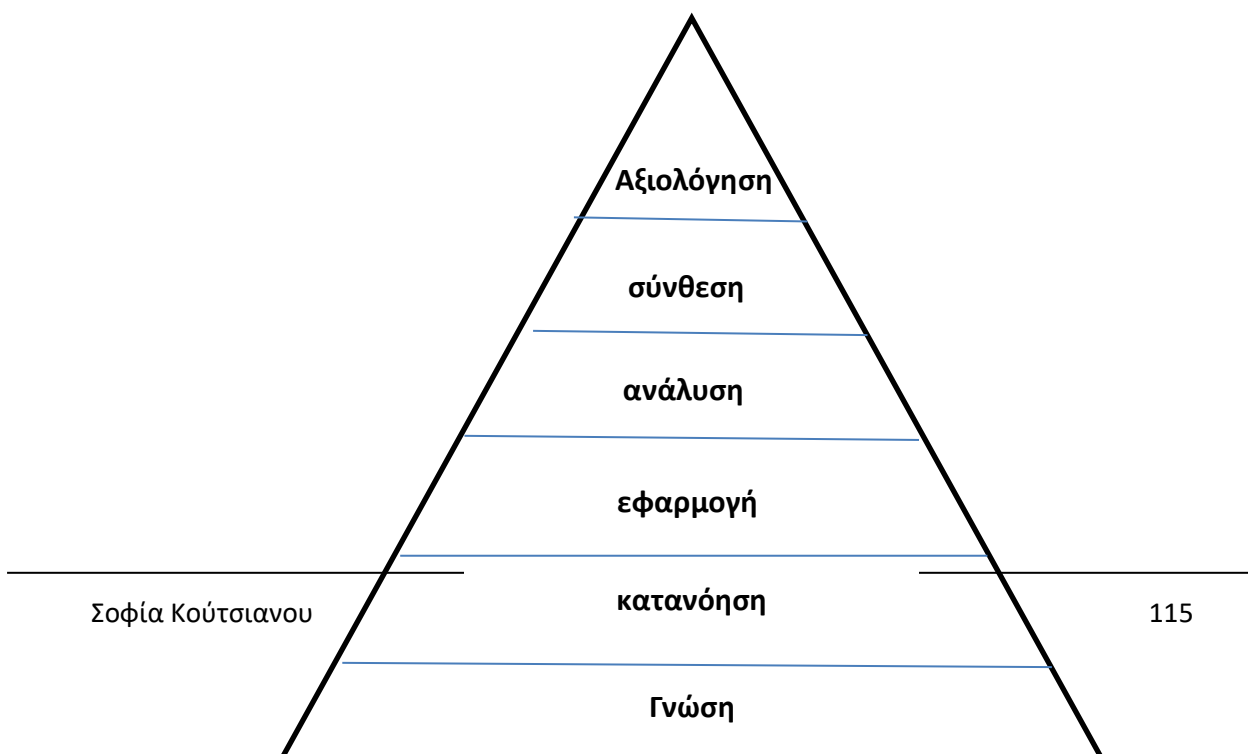 Αξιολόγηση
σύνθεση
ανάλυση
εφαρμογή
κατανόηση
Σοφία Κούτσιανου
115
Γνώση